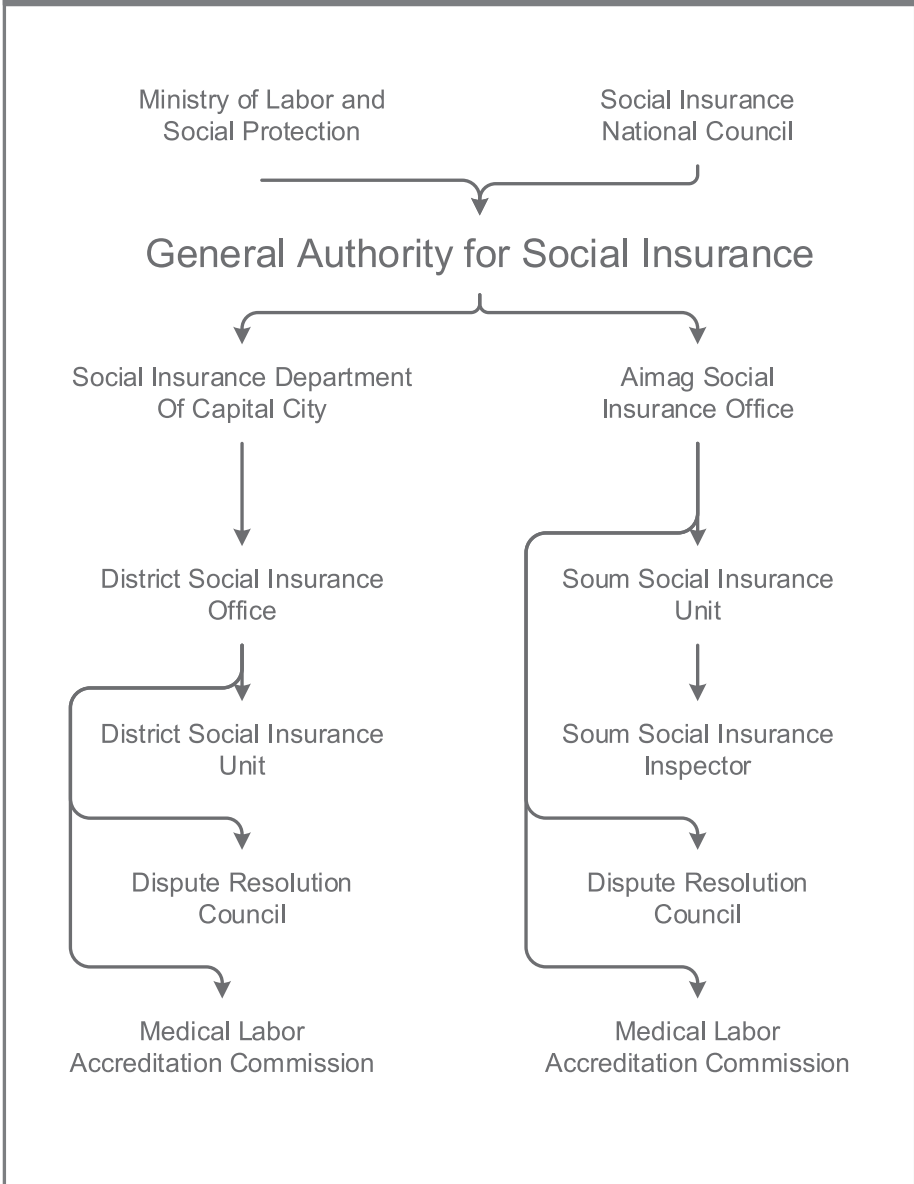 Ministry of Labor and
Social Protection
Social Insurance
National Council
General Authority for Social Insurance
Social Insurance Department
Of Capital City
Aimag Social
Insurance Office
District Social Insurance
Office
Soum Social Insurance
Unit
District Social Insurance
Unit
Soum Social Insurance
Inspector
Dispute Resolution
Council
Dispute Resolution
Council
Medical Labor
Accreditation Commission
Medical Labor
Accreditation Commission